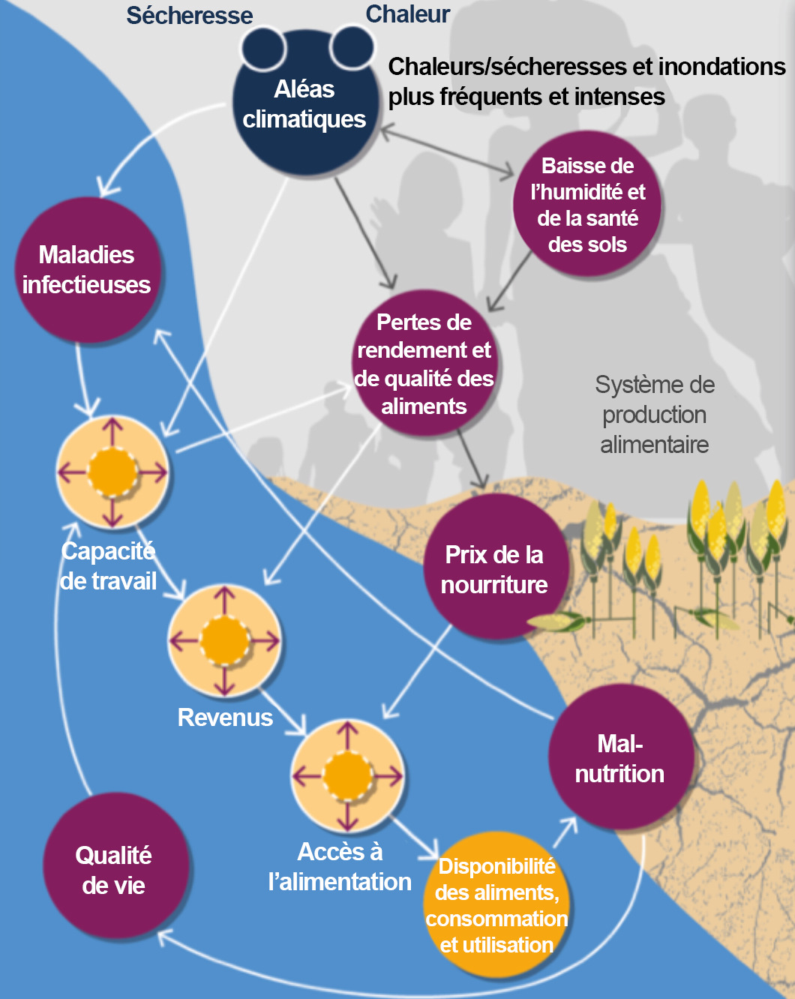 Sécheresse
Chaleur
Aléas
climatiques
Chaleurs/sécheresses et inondations
plus fréquents et intenses
Baisse de
l'humidité et
de la santé
des sols
Maladies
infectieuses
Pertes de
rendement et
de qualité des
aliments
Système de
production
alimentaire
Capacité
de travail
Prix de la
nourriture
Revenus
Mal-
nutrition
Accès à
l'alimentation
Qualité
de vie
Disponibilité
des aliments,
consommation
et utilisation